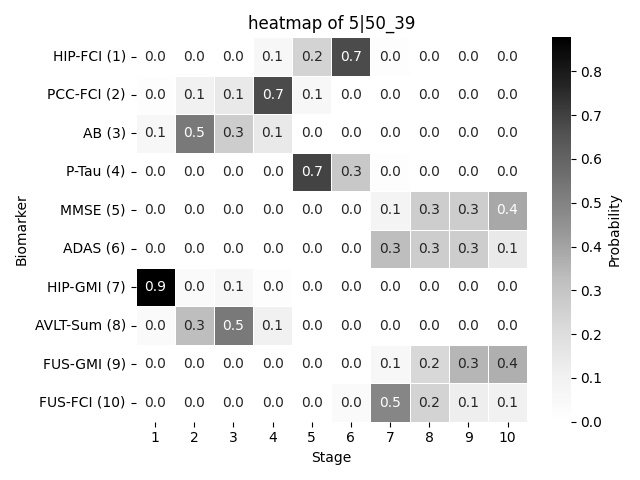 heatmap of 5|50_39
HIP-FCI (1) 0.0 0.0 0.0 0.1 0.2 0.7 0.0 0.0 0.0 0.0
PCC-FCI (2) 0.0 0.1 0.1 0.7 0.1 0.0 0.0 0.0 0.0 0.0
AB (3) 0.1 0.5 0.3 0.1 0.0 0.0 0.0 0.0 0.0 0.0
P-Tau (4) 0.0 0.0 0.0 0.0 0.7 0.3 0.0 0.0 0.0 0.0
MMSE (5) 0.0 0.0 0.0 0.0 0.0 0.0 0.1 0.3 0.3 0.4
ADAS (6) 0.0 0.0 0.0 0.0 0.0 0.0 0.3 0.3 0.3 0.1
HIP-GMI (7) 0.9 0.0 0.1 0.0 0.0 0.0 0.0 0.0 0.0 0.0
AVLT-Sum (8) 0.0 0.3 0.5 0.1 0.0 0.0 0.0 0.0 0.0 0.0
FUS-GMI (9) 0.0 0.0 0.0 0.0 0.0 0.0 0.1 0.2 0.3 0.4
FUS-FCI (10) 0.0 0.0 0.0 0.0 0.0 0.0 0.5 0.2 0.1 0.1
1 2 3 4 5 6 7 8 9 10
Stage
Biomarker
0.8
0.7
0.6
0.5
0.4
0.3
0.2
0.1
0.0
Probability